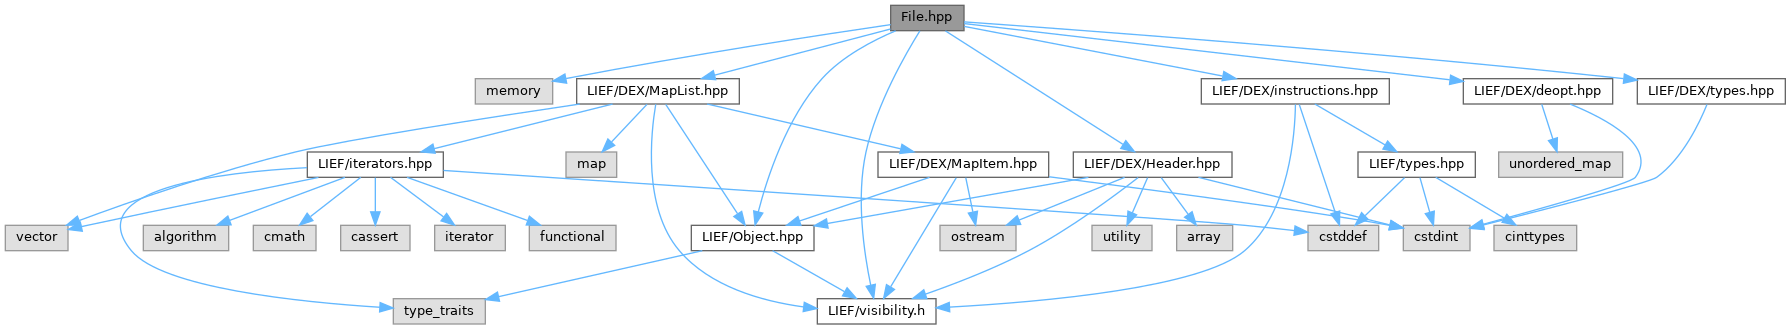 File.hpp
memory
LIEF/DEX/MapList.hpp
LIEF/DEX/instructions.hpp
LIEF/DEX/deopt.hpp
LIEF/DEX/types.hpp
LIEF/iterators.hpp
map
LIEF/DEX/MapItem.hpp
LIEF/DEX/Header.hpp
LIEF/types.hpp
unordered_map
vector
algorithm
cmath
cassert
iterator
functional
LIEF/Object.hpp
ostream
utility
array
cstddef
cstdint
cinttypes
type_traits
LIEF/visibility.h